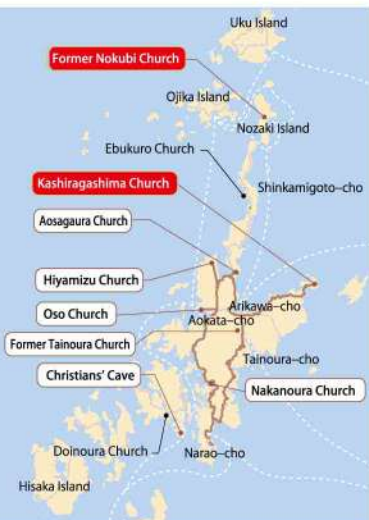 Uku Island
Former Nokubi Church
Ojika Island
Nozaki Island
Ebukuro Church
Kashiragashima Church
Shinkamigoto-cho
Aosagaura Church
Hiyamizu Church
Arikawa-cho
Oso Church
Aokata-cho
Former Tainoura Church
Tainoura-cho
Christians' Cave
Nakanoura Church
Doinoura Church
Narao-cho
Hisaka Island